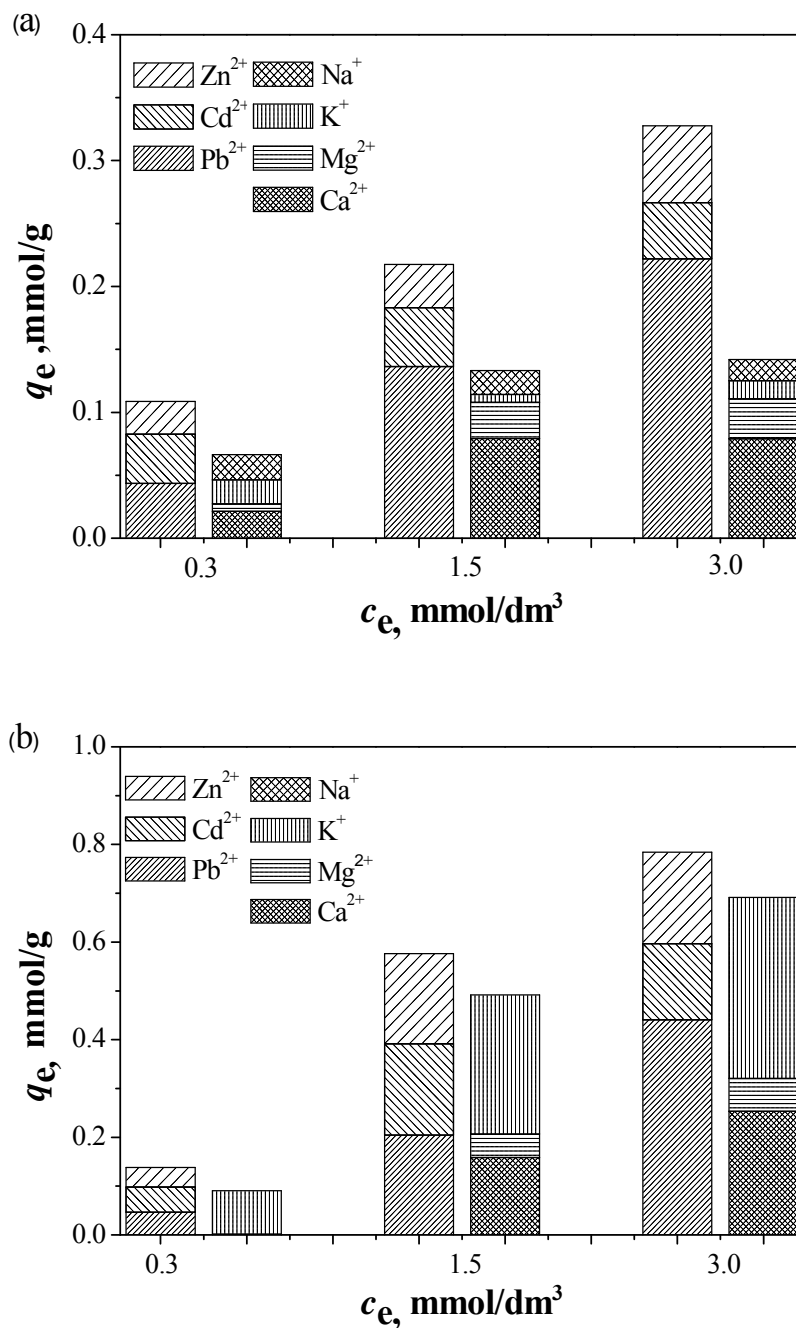 (a)
0.4
0.3
0.2
0.1
0.0
qe ,mmol/g
Zn2+ Na+
Cd2+ K+
Pb2+ Mg2+
Ca2+
0.3 1.5 3.0
ce, mmol/dm3
(b)
1.0
0.8
0.6
0.4
0.2
0.0
qe, mmol/g
Zn2+ Na+
Cd2+ K+
Pb2+ Mg2+
Ca2+
0.3 1.5 3.0
ce, mmol/dm3